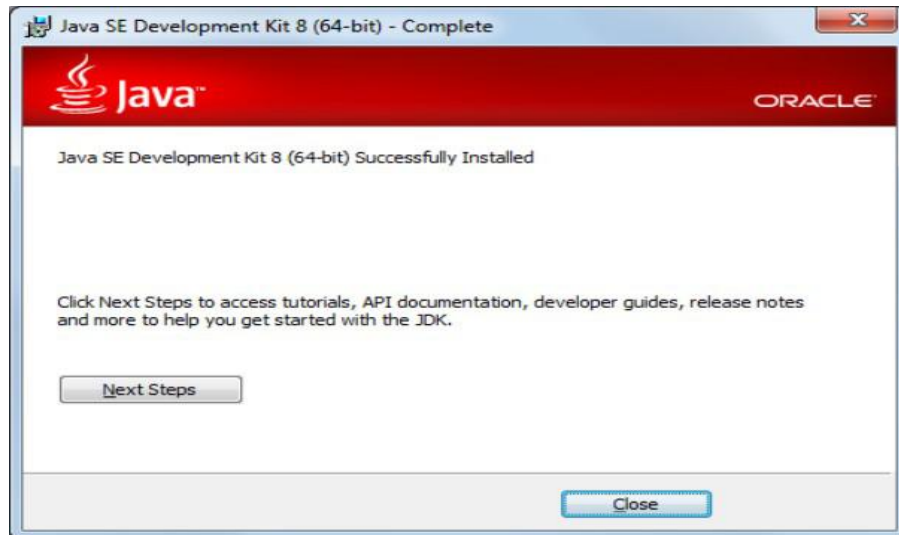 Java SE Development Kit 8 (64-bit) - Complete
Java™
ORACLE®
Java SE Development Kit 8 (64-bit) Successfully Installed
Click Next Steps to access tutorials, API documentation, developer guides, release notes
and more to help you get started with the JDK.
Next Steps
Close